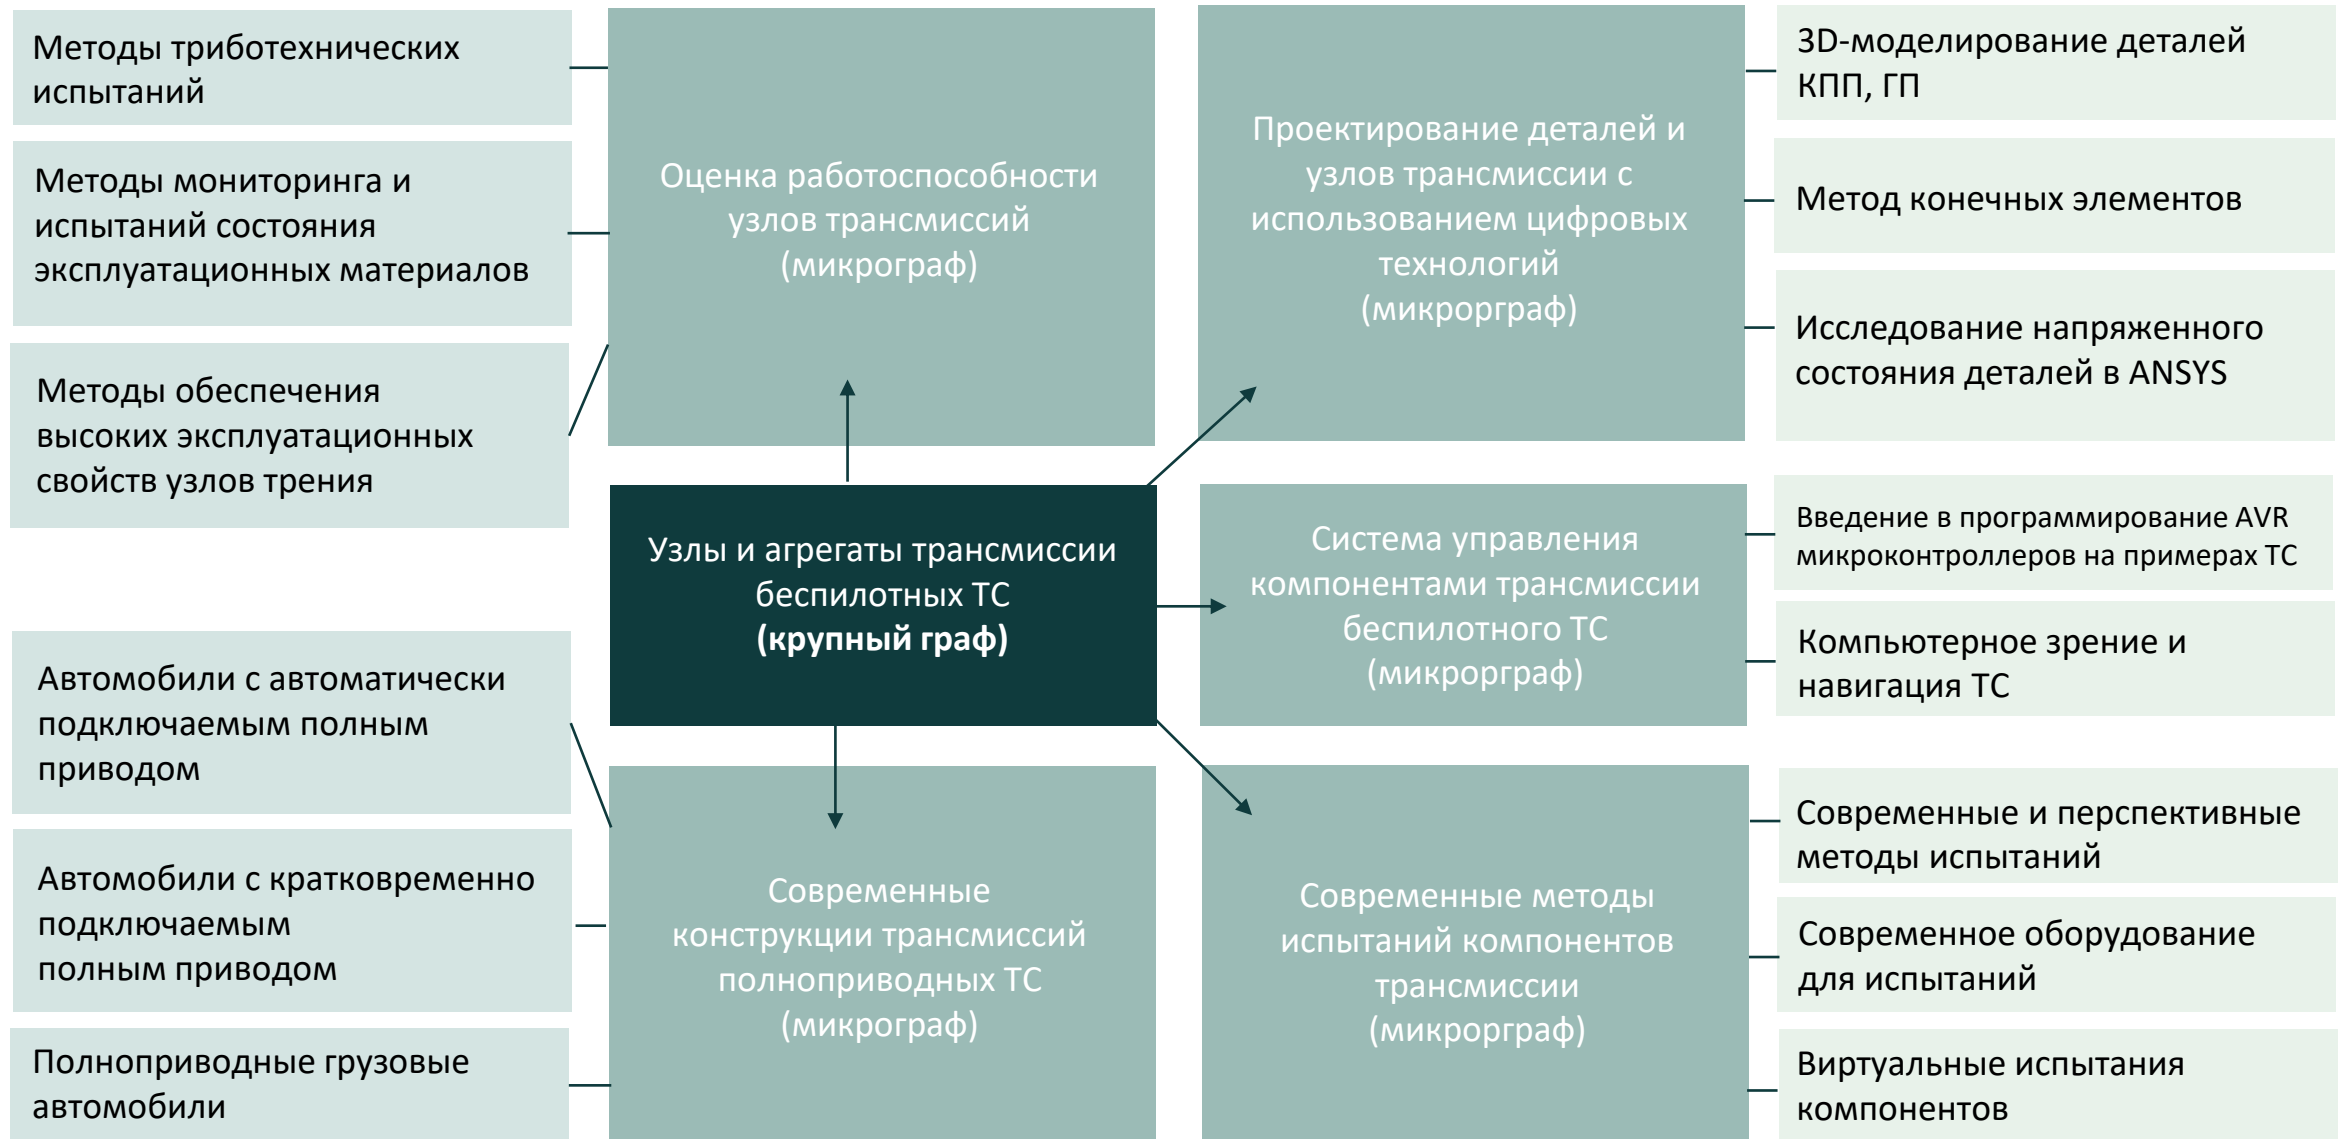 Методы триботехнических
испытаний
Методы мониторинга и
испытаний состояния
эксплуатационных материалов
Методы обеспечения
высоких эксплуатационных
свойств узлов трения
Оценка работоспособности
узлов трансмиссий
(микрограф)
Проектирование деталей и
узлов трансмиссии с
использованием цифровых
технологий
(микрорграф)
3D-моделирование деталей
КПП, ГП
Метод конечных элементов
Исследование напряженного
состояния деталей в ANSYS
Узлы и агрегаты трансмиссии
беспилотных ТС
(крупный граф)
Система управления
компонентами трансмиссии
беспилотного ТС
(микрорграф)
Введение в программирование AVR
микроконтроллеров на примерах ТС
Компьютерное зрение и
навигация ТС
Автомобили с автоматически
подключаемым полным
приводом
Автомобили с кратковременно
подключаемым
полным приводом
Полноприводные грузовые
автомобили
Современные
конструкции трансмиссий
полноприводных ТС
(микрограф)
Современные методы
испытаний компонентов
трансмиссии
(микрорграф)
Современные и перспективные
методы испытаний
Современное оборудование
для испытаний
Виртуальные испытания
компонентов